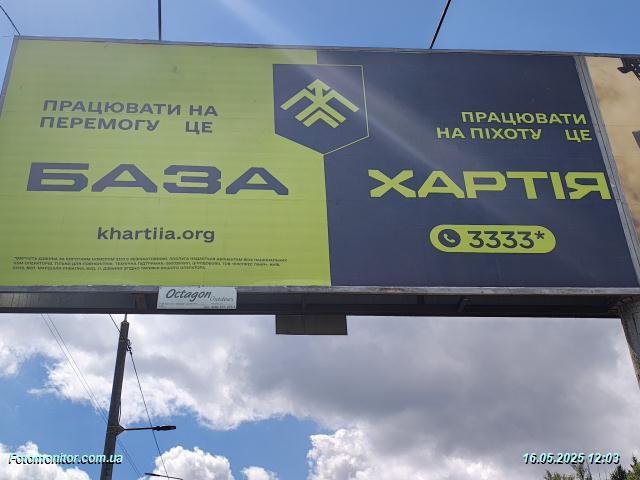 ПРАЦЮВАТИ НА
ПЕРЕМОГУ ЦЕ
БАЗА
khartiia.org
ПРАЦЮВАТИ
НА ПІХОТУ ЦЕ
ХАРТІЯ
3333*
Octagon
Outdoor
Fotomonitor.com.ua
16.05.2025 12:03